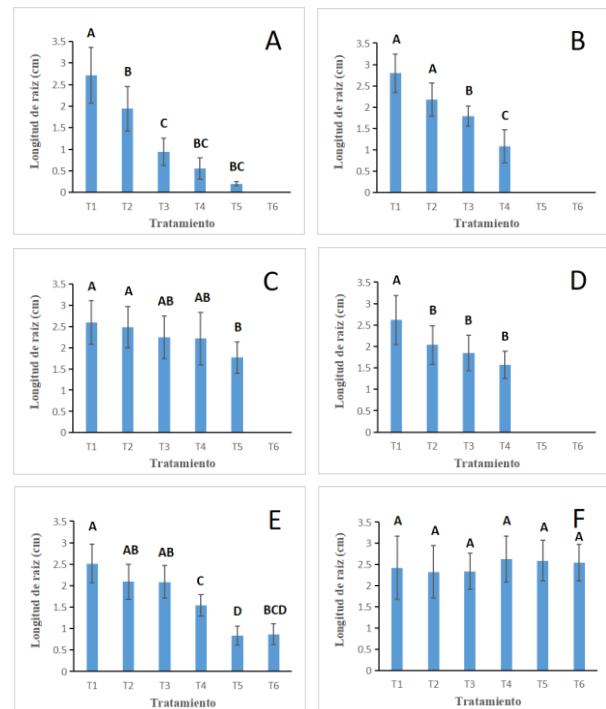 A
3.5
3
2.5
2
1.5
1
0.5
0
Longitud de raíz (cm)
A
B
C
BC
BC
T1 T2 T3 T4 T5 T6
Tratamiento
B
3.5
3
2.5
2
1.5
1
0.5
0
Longitud de raíz (cm)
A
A
B
C
T1 T2 T3 T4 T5 T6
Tratamiento
C
3.5
3
2.5
2
1.5
1
0.5
0
Longitud de raíz (cm)
A
A
AB
AB
B
T1 T2 T3 T4 T5 T6
Tratamiento
D
3.5
3
2.5
2
1.5
1
0.5
0
Longitud de raíz (cm)
A
B
B
B
T1 T2 T3 T4 T5 T6
Tratamiento
E
3.5
3
2.5
2
1.5
1
0.5
0
Longitud de raíz (cm)
A
AB
AB
C
D
BCD
T1 T2 T3 T4 T5 T6
Tratamiento
F
3.5
3
2.5
2
1.5
1
0.5
0
Longitud de raíz (cm)
A
A
A
A
A
A
T1 T2 T3 T4 T5 T6
Tratamiento